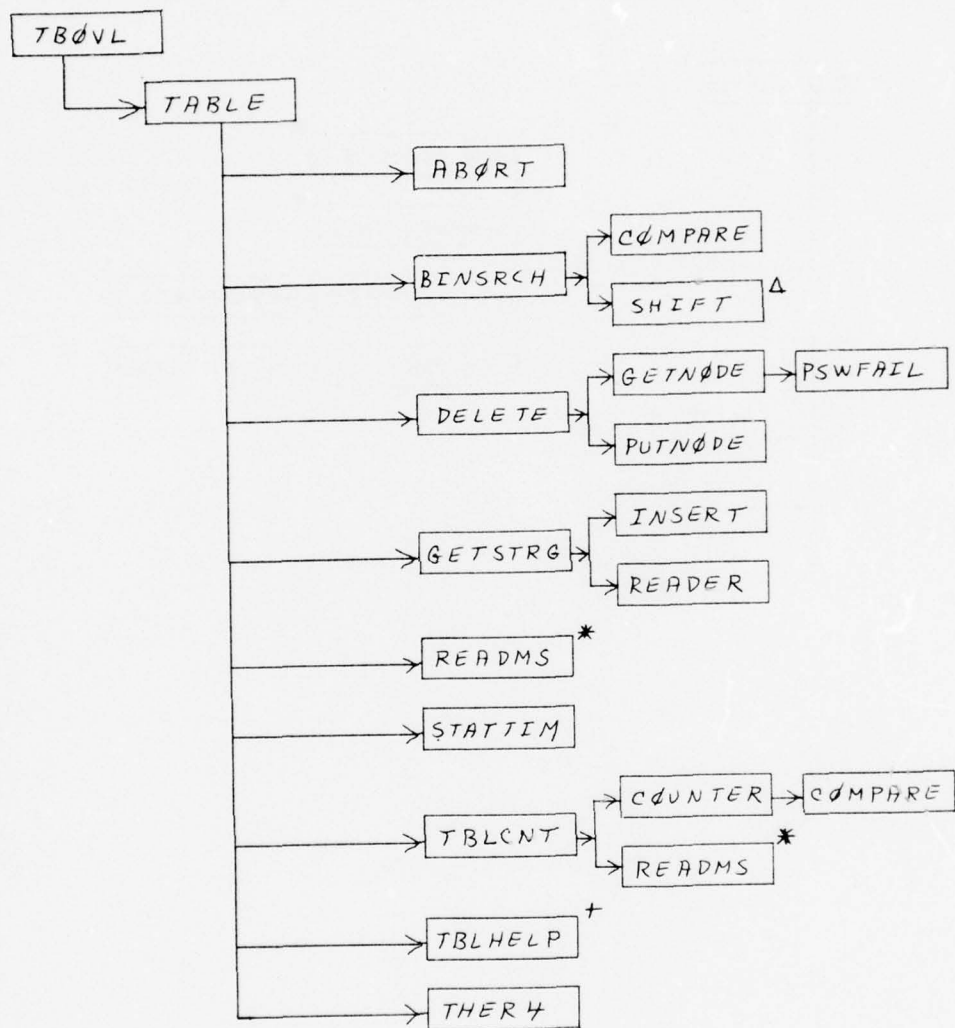 TBØVL
TABLE
ABØRT
CØMPARE
BINSRCH
SHIFT Δ
GETNØDE
PSWFAIL
DELETE
PUTNØDE
INSERT
GETSTRG
READER
READMS *
STATTIM
CØUNTER
CØMPARE
TBLCNT
READMS *
TBLHELP +
THER4